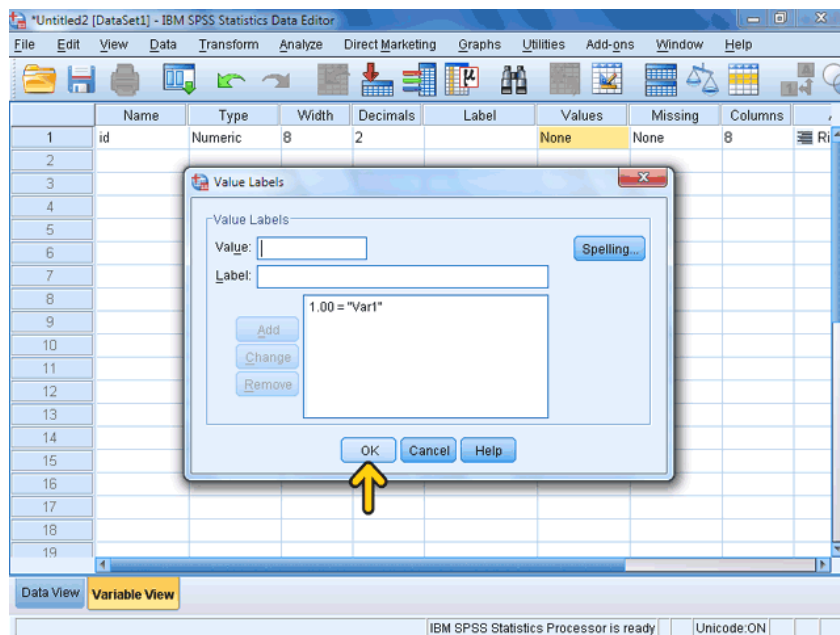 *Untitled2 [DataSet1] - IBM SPSS Statistics Data Editor
File Edit View Data Transform Analyze Direct Marketing Graphs Utilities Add-ons Window Help
Name Type Width Decimals Label Values Missing Columns
1 id Numeric 8 2 None None 8 Ri
2
3
4
5
6
7
8
9
10
11
12
13
14
15
16
17
18
19
Value Labels
Value Labels
Value:
Spelling...
Label:
1.00 = "Var1"
Add
Change
Remove
OK Cancel Help
Data View Variable View
IBM SPSS Statistics Processor is ready Unicode:ON